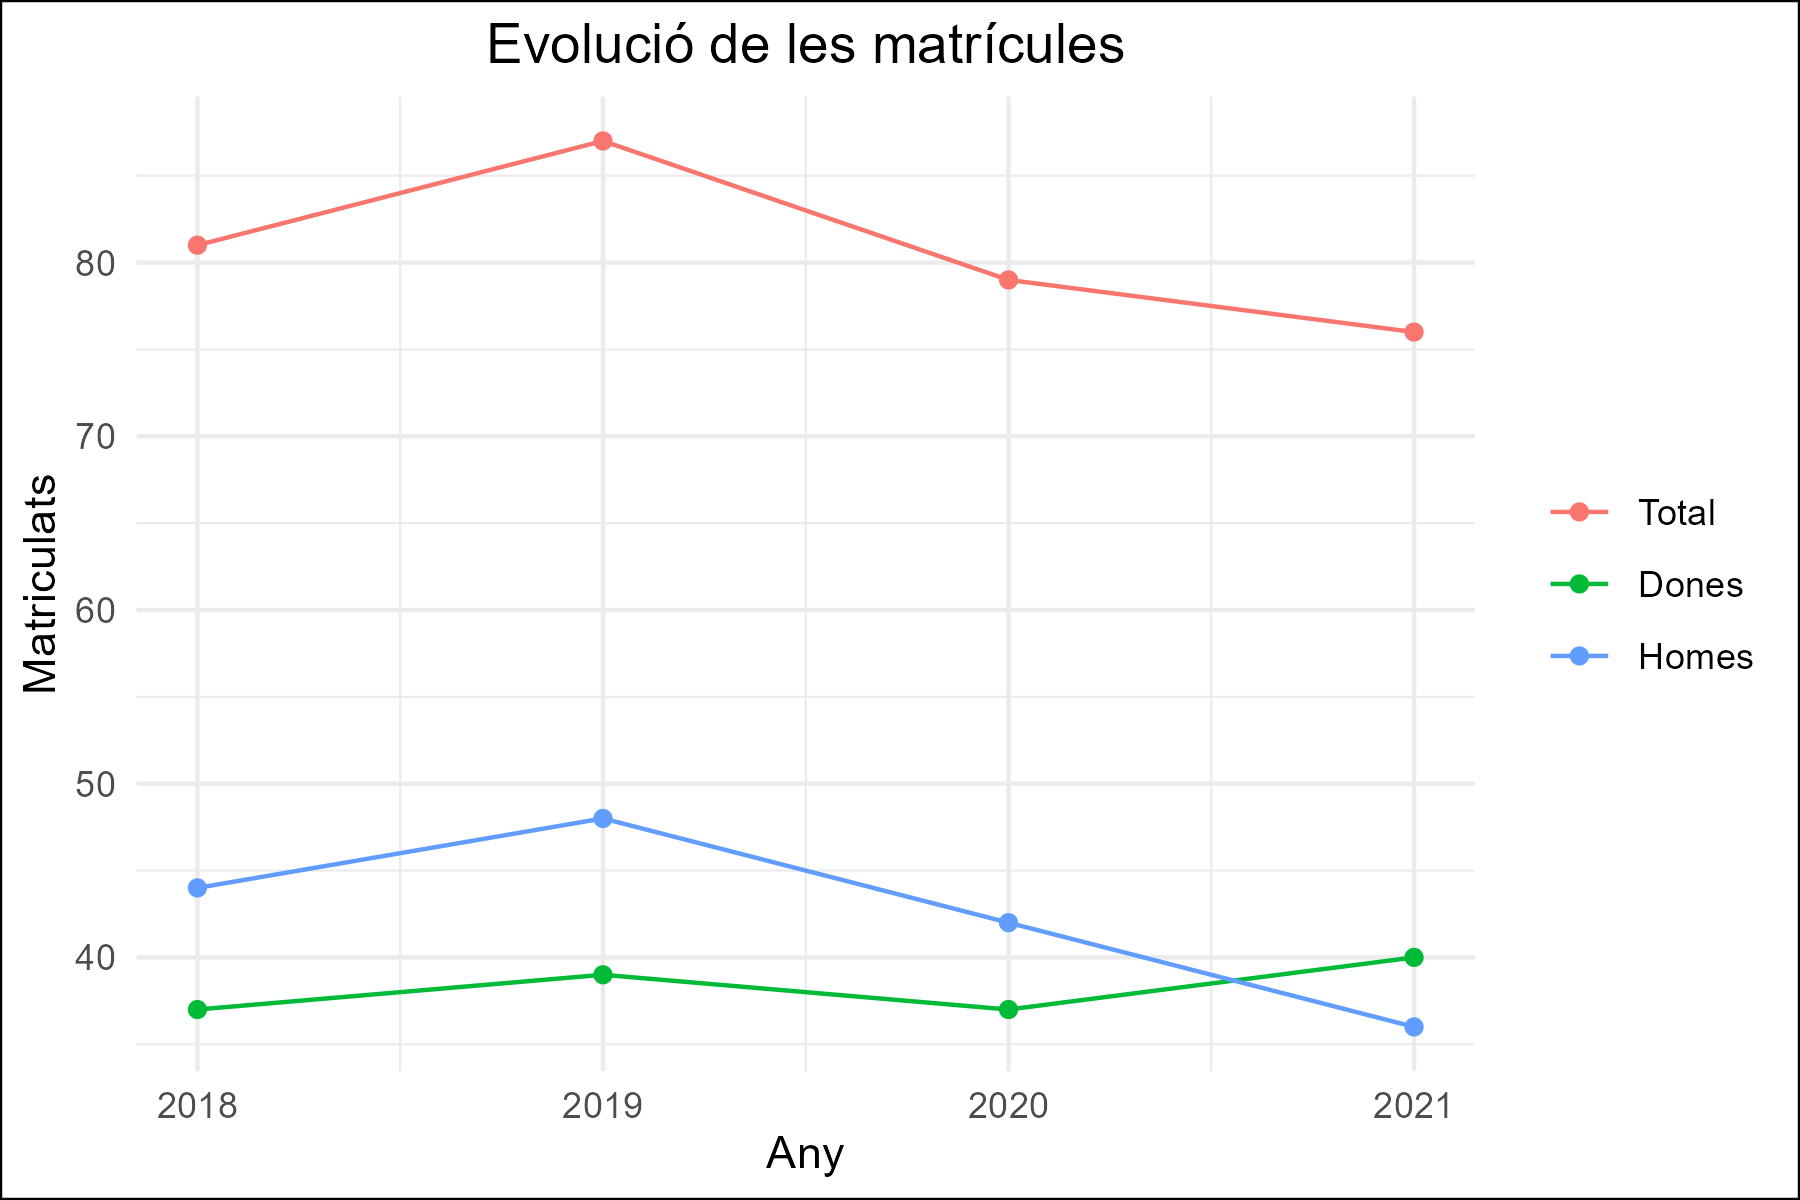 Evolució de les matrícules
Matriculats
80
70
60
50
40
2018 2019 2020 2021
Any
Total
Dones
Homes